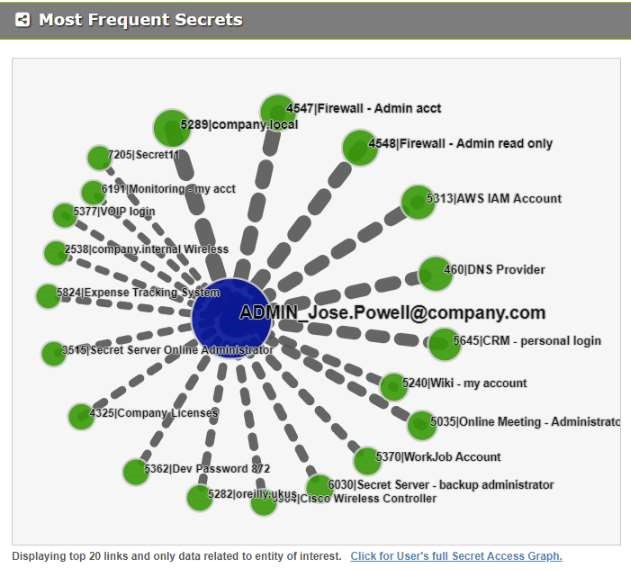 Most Frequent Secrets
4547|Firewall - Admin acct
5289|company.local
4548|Firewall - Admin read only
7205|Secret11
6191|Monitoring - my acct
5313|AWS IAM Account
5377|VOIP login
2538|company.internal Wireless
460|DNS Provider
5824|Expense Tracking System
ADMIN_Jose.Powell@company.com
5645|CRM - personal login
Secret Server Online Administrator
5240|Wiki - my account
4325|Company Licenses
5035|Online Meeting - Administrato
5370|WorkJob Account
5362|Dev Password 872
6030|Secret Server - backup administrator
5282|oreilly.ukus
Cisco Wireless Controller
Displaying top 20 links and only data related to entity of interest. Click for User's full Secret Access Graph.